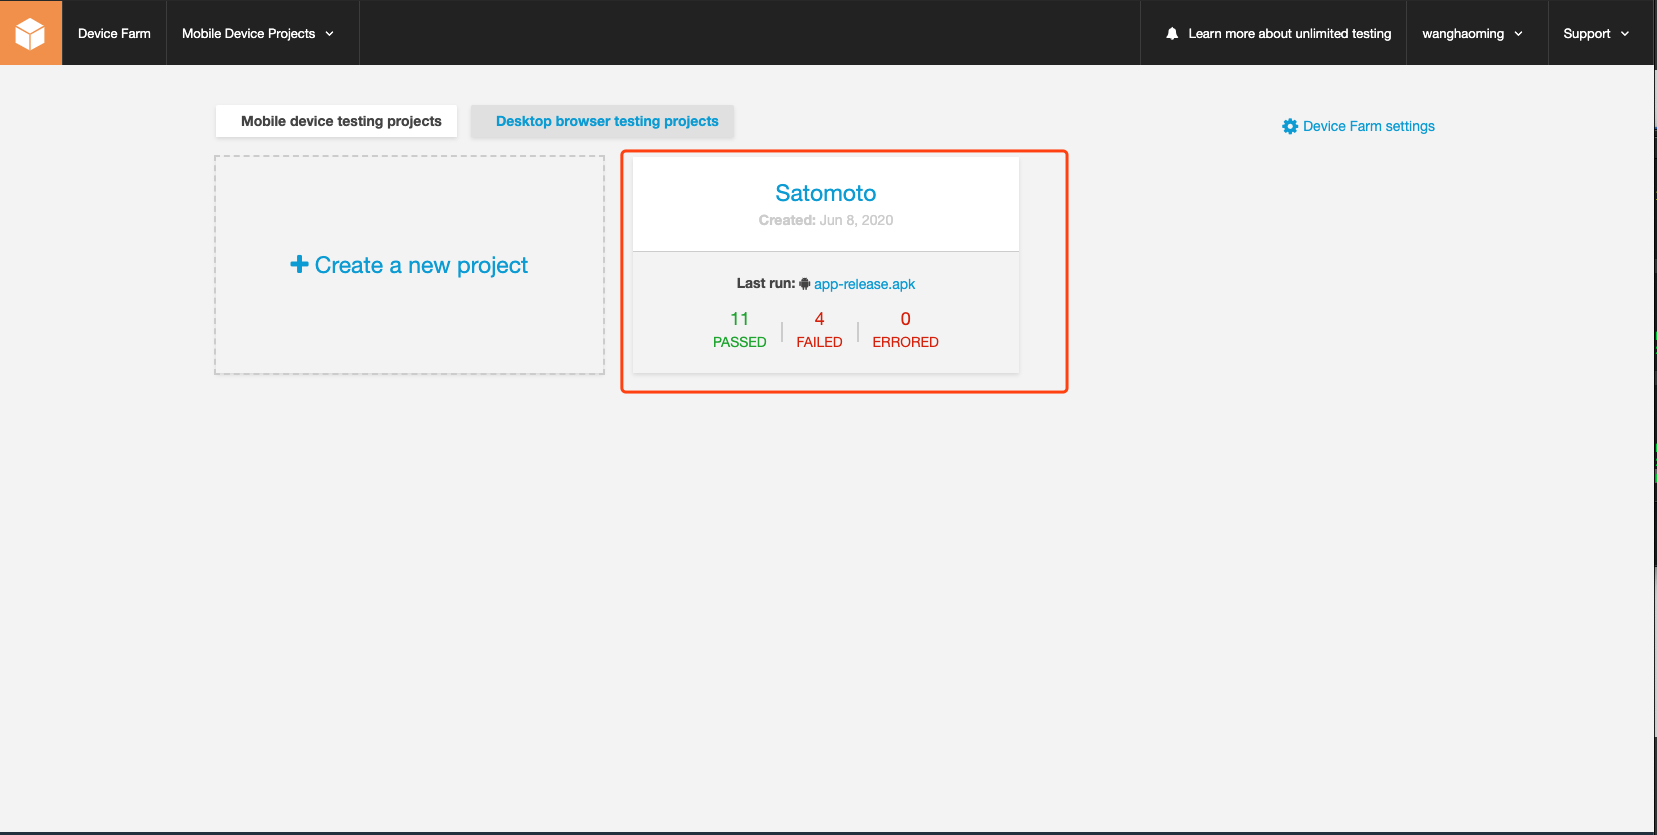 Device Farm
Mobile Device Projects
Learn more about unlimited testing
wanghaoming
Support
Mobile device testing projects
Desktop browser testing projects
Device Farm settings
Create a new project
Satomoto
Created: Jun 8, 2020
Last run: app-release.apk
11 4 0
PASSED FAILED ERRORED